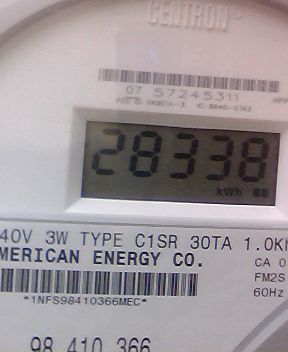 CENTRON
07 57245311
28338
kWh
40V 3W TYPE C1SR 30TA 1.0K
MERICAN ENERGY CO.
CA 0
FM2S
60Hz
*1NFS98410366MEC*
98 410 366